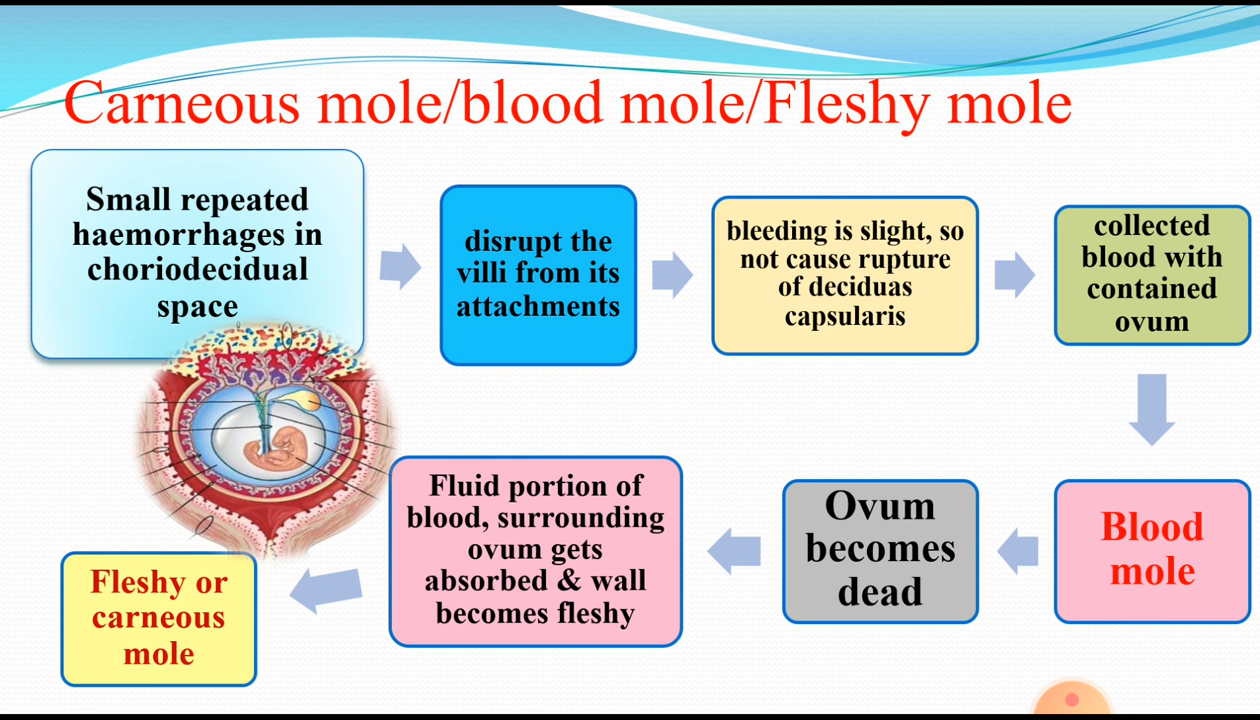 Carneous mole/blood mole/Fleshy mole
Small repeated
haemorrhages in
choriodecidual
space
disrupt the
villi from its
attachments
bleeding is slight, so
not cause rupture
of deciduas
capsularis
collected
blood with
contained
ovum
Blood
mole
Ovum
becomes
dead
Fluid portion of
blood, surrounding
ovum gets
absorbed & wall
becomes fleshy
Fleshy or
carneous
mole